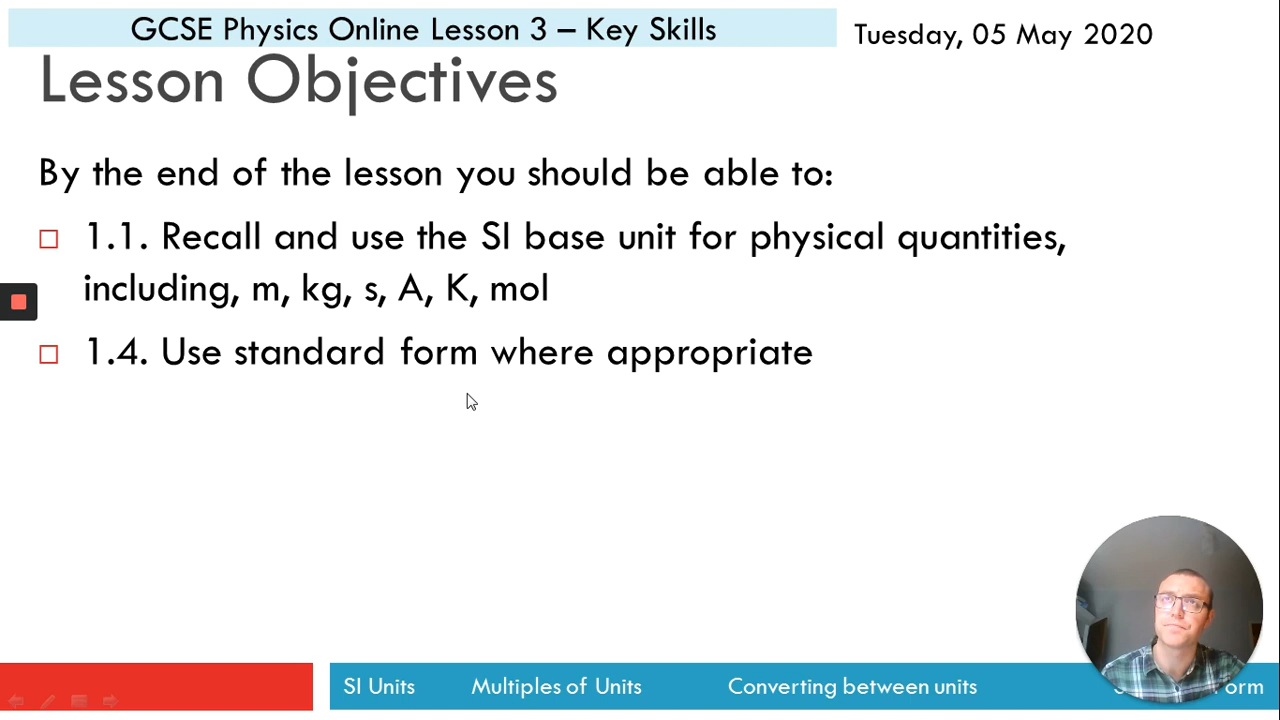 GCSE Physics Online Lesson 3 – Key Skills
Tuesday, 05 May 2020
Lesson Objectives
By the end of the lesson you should be able to:
1.1. Recall and use the SI base unit for physical quantities,
including, m, kg, s, A, K, mol
1.4. Use standard form where appropriate
SI Units
Multiples of Units
Converting between units